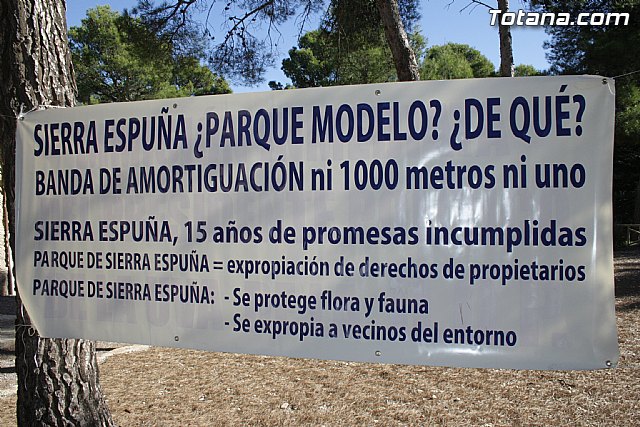 Totana.com
SIERRA ESPUÑA ¿PARQUE MODELO? ¿DE QUÉ?
BANDA DE AMORTIGUACIÓN ni 1000 metros ni uno
SIERRA ESPUÑA, 15 años de promesas incumplidas
PARQUE DE SIERRA ESPUÑA = expropiación de derechos de propietarios
PARQUE DE SIERRA ESPUÑA: - Se protege flora y fauna
- Se expropia a vecinos del entorno